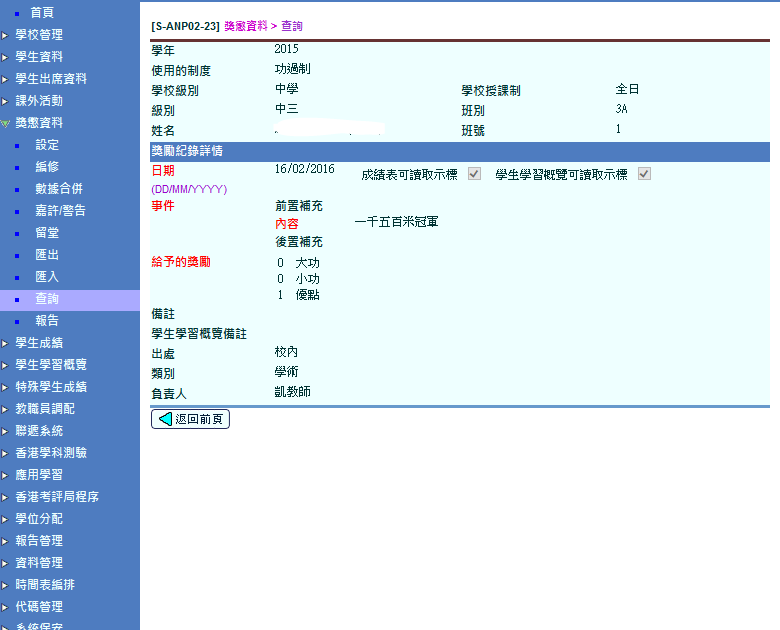 首頁
學校管理
學生資料
學生出席資料
課外活動
獎懲資料
設定
編修
數據合併
嘉許/警告
留堂
匯出
匯入
查詢
報告
學生成績
學生學習概覽
特殊學生成績
教職員調配
聯遞系統
香港學科測驗
應用學習
香港考評局程序
學位分配
報告管理
資料管理
時間表編排
代碼管理
系統保安
[S-ANP02-23] 獎懲資料 > 查詢
學年 2015
使用的制度 功過制
學校級別 中學 學校授課制 全日
級別 中三 班別 3A
姓名 班號 1
獎勵紀錄詳情
日期 16/02/2016 成績表可讀取示標 學生學習概覽可讀取示標
(DD/MM/YYYY)
事件 前置補充
內容 一千五百米冠軍
後置補充
給予的獎勵 0 大功
0 小功
1 優點
備註
學生學習概覽備註
出處 校內
類別 學術
負責人 凱教師
返回前頁